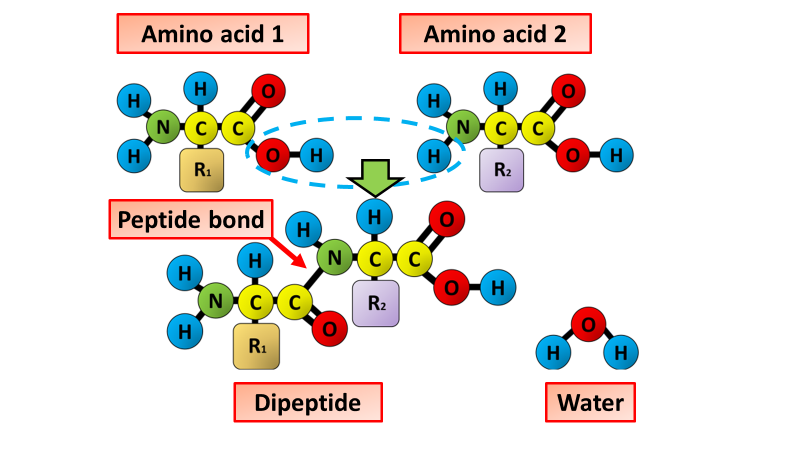 Amino acid 1 Amino acid 2
H H O H H O
N C C N C C
H R1 O H H R2 O H
Peptide bond
H H O
N C C
R2 O H
H H
N C C
H R1 O
O
H H
Dipeptide Water